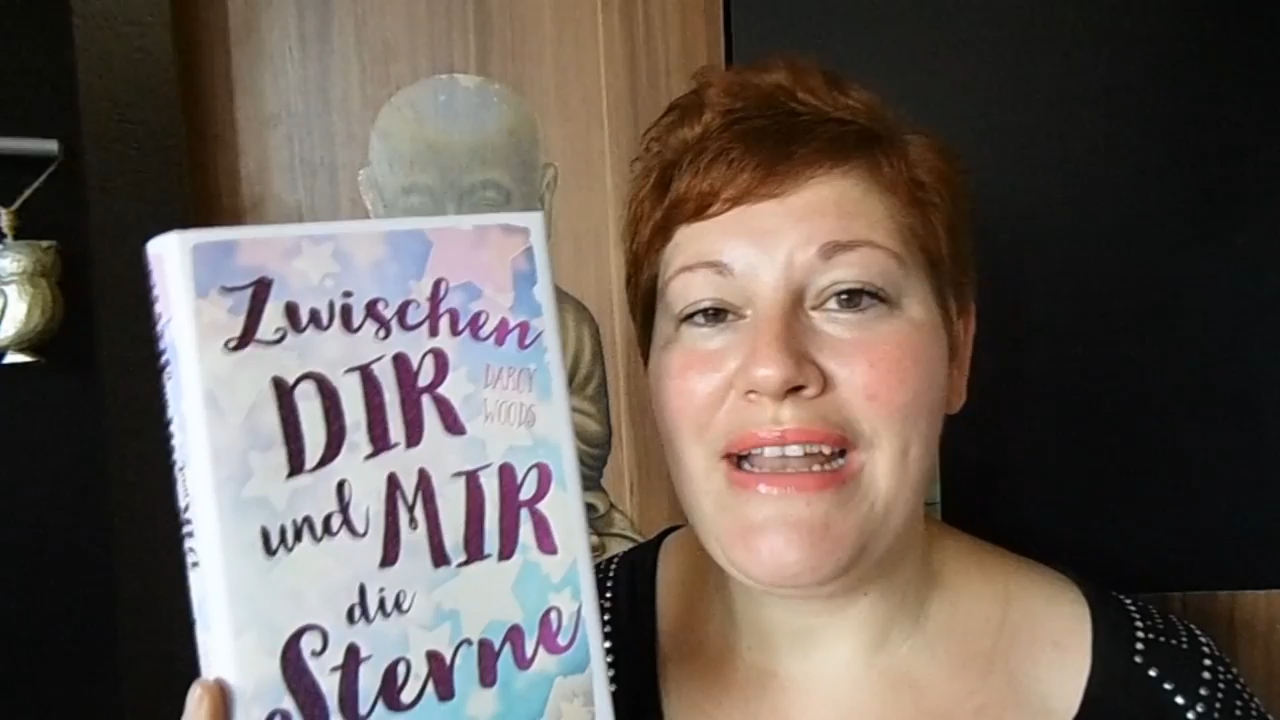 Zwischen
DIR
DARCY
WOODS
und MIR
die
Sterne